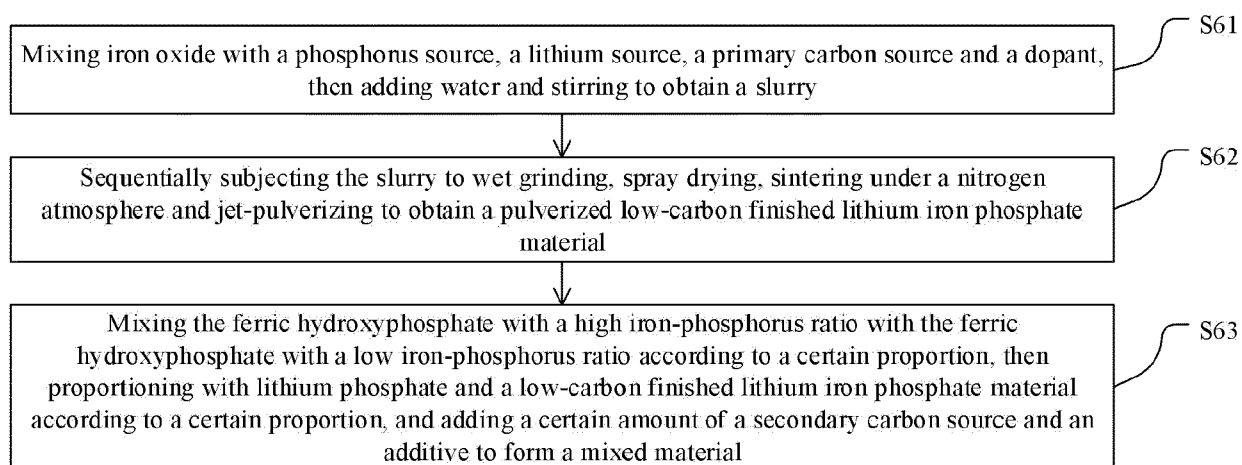 S61
Mixing iron oxide with a phosphorus source, a lithium source, a primary carbon source and a dopant,
then adding water and stirring to obtain a slurry
S62
Sequentially subjecting the slurry to wet grinding, spray drying, sintering under a nitrogen
atmosphere and jet-pulverizing to obtain a pulverized low-carbon finished lithium iron phosphate
material
S63
Mixing the ferric hydroxyphosphate with a high iron-phosphorus ratio with the ferric
hydroxyphosphate with a low iron-phosphorus ratio according to a certain proportion, then
proportioning with lithium phosphate and a low-carbon finished lithium iron phosphate material
according to a certain proportion, and adding a certain amount of a secondary carbon source and an
additive to form a mixed material